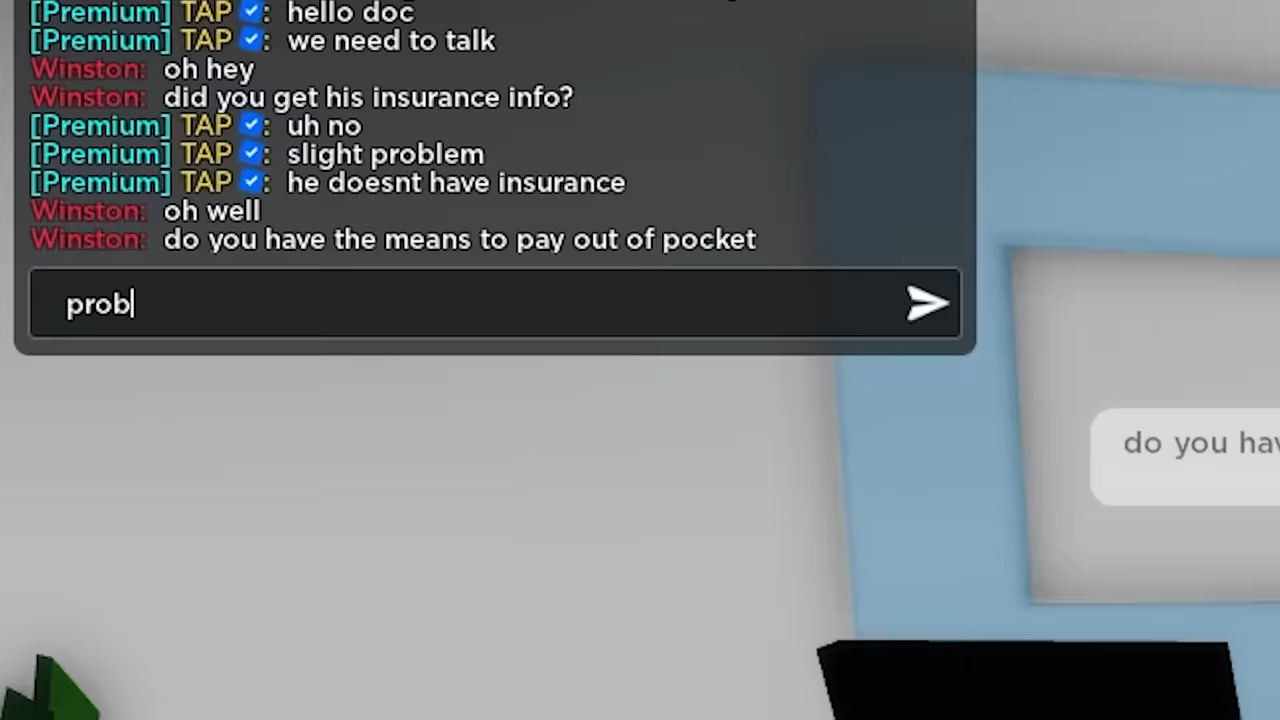 [Premium] TAP: hello doc
[Premium] TAP: we need to talk
Winston: oh hey
Winston: did you get his insurance info?
[Premium] TAP: uh no
[Premium] TAP: slight problem
[Premium] TAP: he doesnt have insurance
Winston: oh well
Winston: do you have the means to pay out of pocket
prob
do you hav